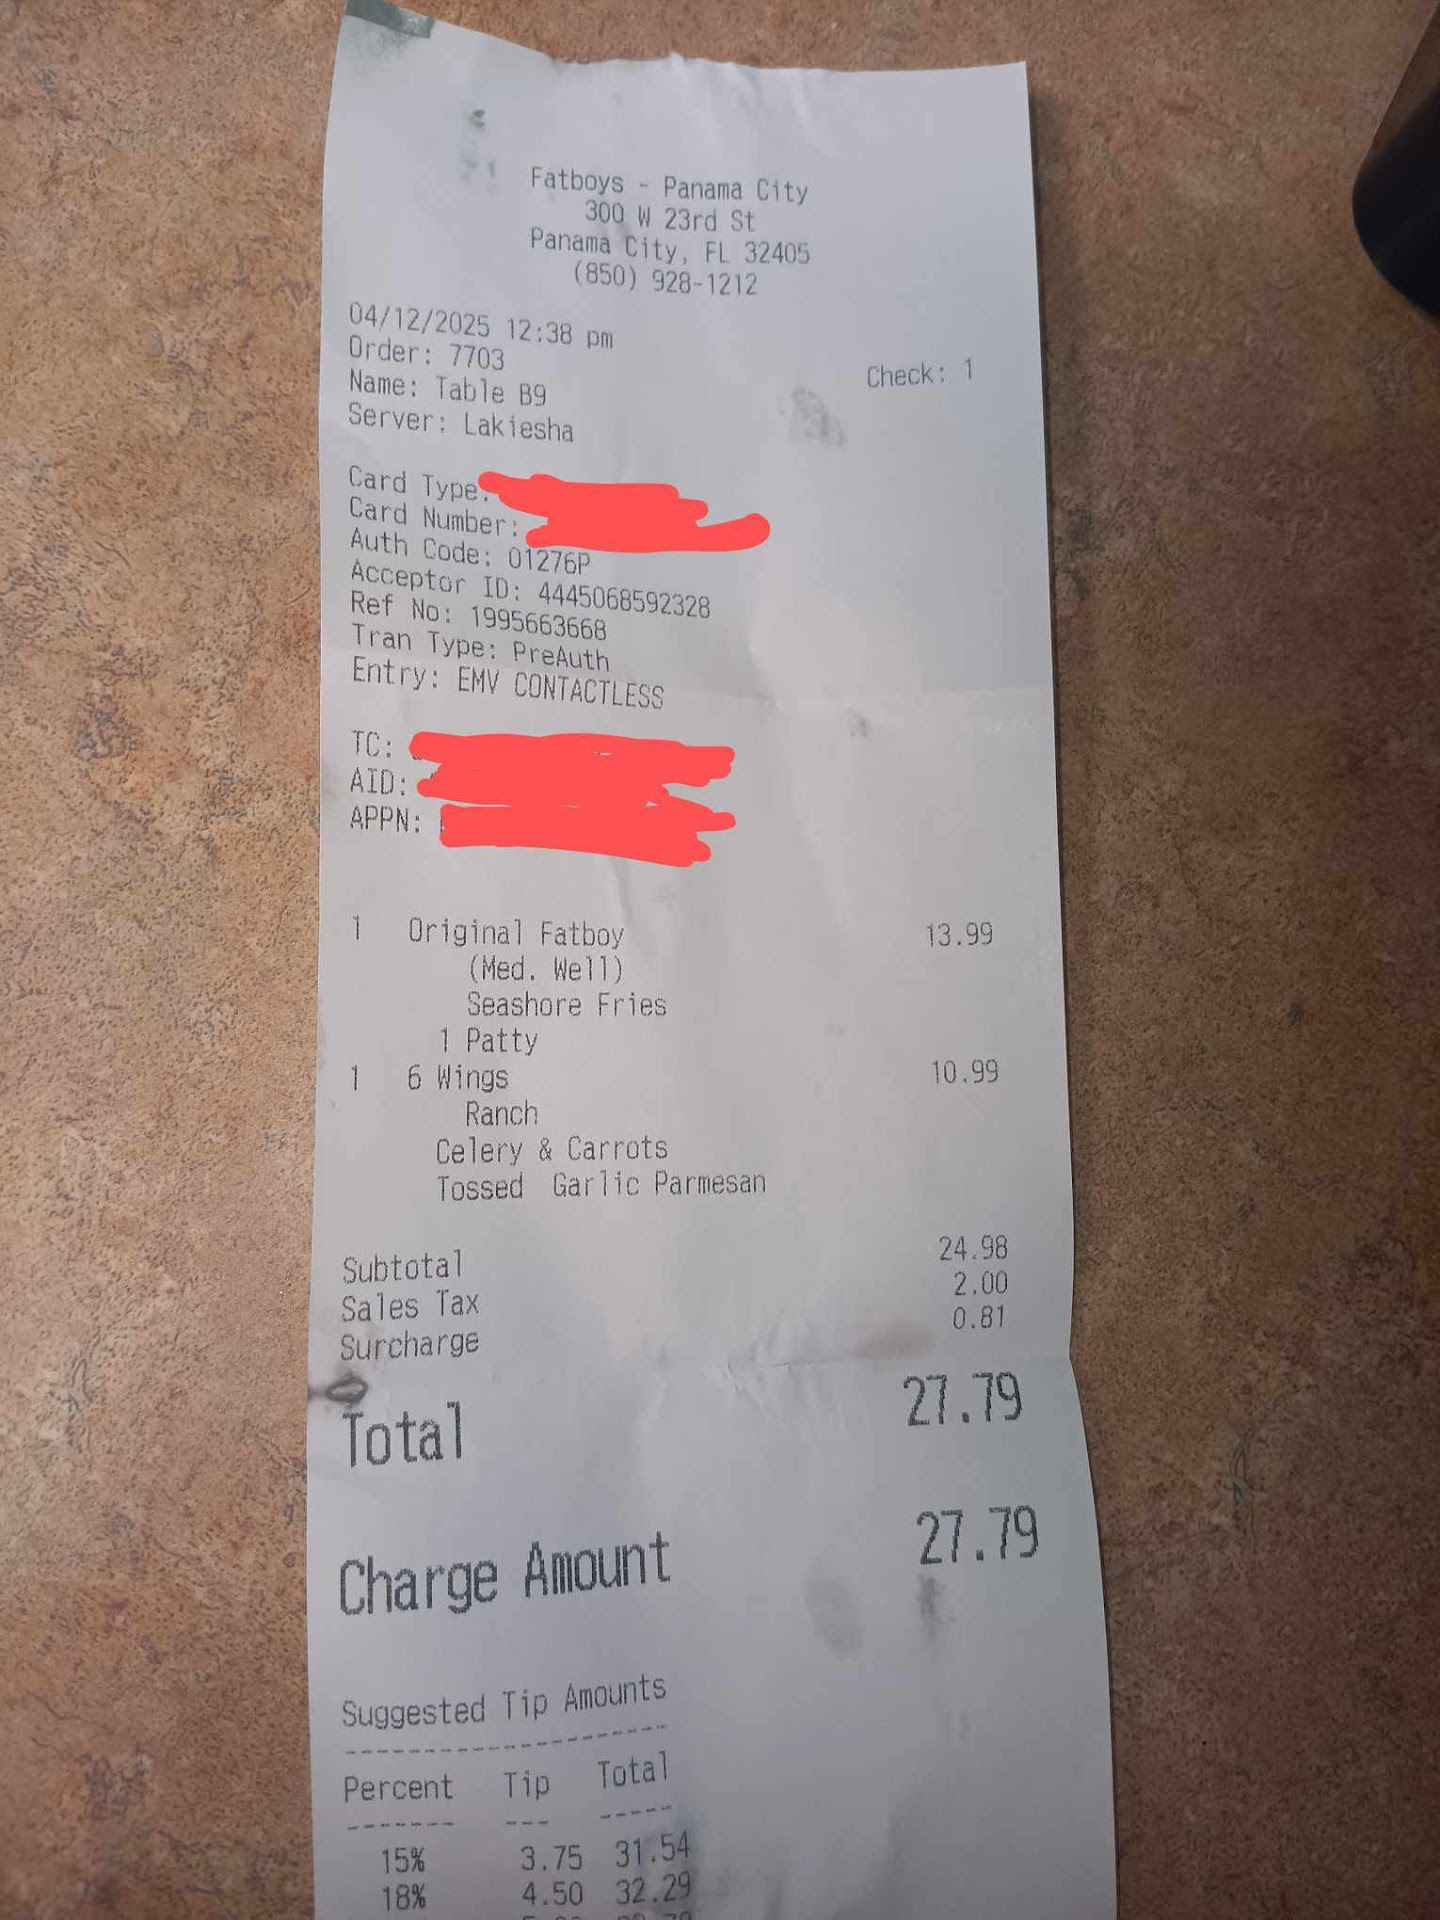 Fatboys - Panama City
300 W 23rd St
Panama City, FL 32405
(850) 928-1212
04/12/2025 12:38 pm
Order: 7703 Check: 1
Name: Table B9
Server: Lakiesha
Card Type:
Card Number:
Auth Code: 01276P
Acceptor ID: 4445068592328
Ref No: 1995663668
Tran Type: PreAuth
Entry: EMV CONTACTLESS
TC:
AID:
APPN:
1 Original Fatboy 13.99
(Med. Well)
Seashore Fries
1 Patty
1 6 Wings 10.99
Ranch
Celery & Carrots
Tossed Garlic Parmesan
Subtotal 24.98
Sales Tax 2.00
Surcharge 0.81
Total 27.79
Charge Amount 27.79
Suggested Tip Amounts
--------------------
Percent Tip Total
------- --- -----
15% 3.75 31.54
18% 4.50 32.29